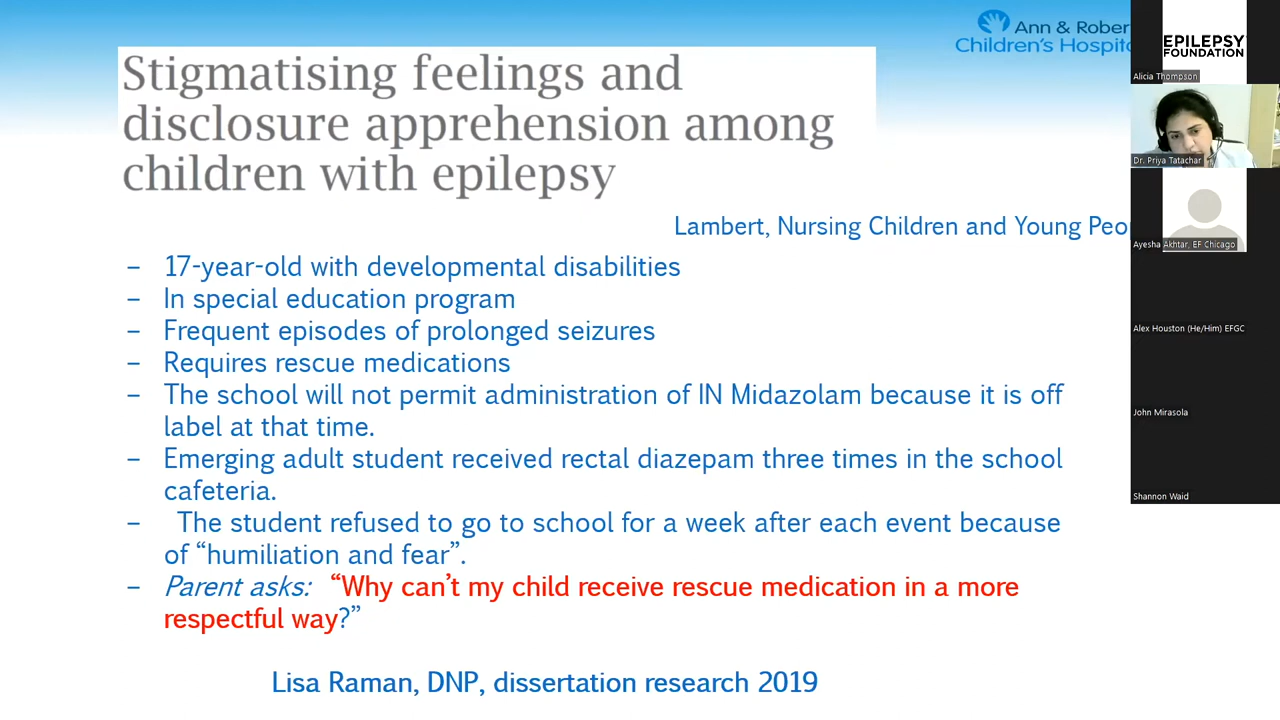 Ann & Rober
Children's Hospit
Stigmatising feelings and
disclosure apprehension among
children with epilepsy
Lambert, Nursing Children and Young Peo
– 17-year-old with developmental disabilities
– In special education program
– Frequent episodes of prolonged seizures
– Requires rescue medications
– The school will not permit administration of IN Midazolam because it is off
label at that time.
– Emerging adult student received rectal diazepam three times in the school
cafeteria.
– The student refused to go to school for a week after each event because
of “humiliation and fear”.
– Parent asks: “Why can’t my child receive rescue medication in a more
respectful way?”
Lisa Raman, DNP, dissertation research 2019
EPILEPSY
FOUNDATION
Alicia Thompson
Dr. Priya Tatachar
Ayesha Akhtar, EF Chicago
Alex Houston (He/Him) EFGC
John Mirasola
Shannon Waid